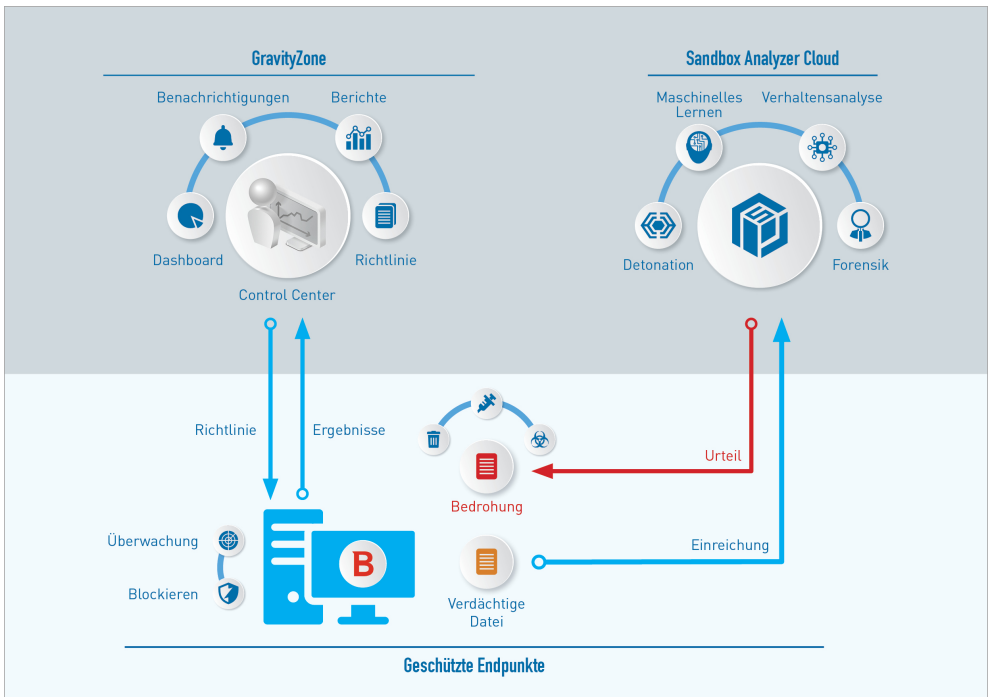 GravityZone
Benachrichtigungen
Berichte
Dashboard
Richtlinie
Control Center
Sandbox Analyzer Cloud
Maschinelles
Lernen
Verhaltensanalyse
Detonation
Forensik
Richtlinie
Ergebnisse
Urteil
Bedrohung
Einreichung
Überwachung
Blockieren
B
Verdächtige
Datei
Geschützte Endpunkte